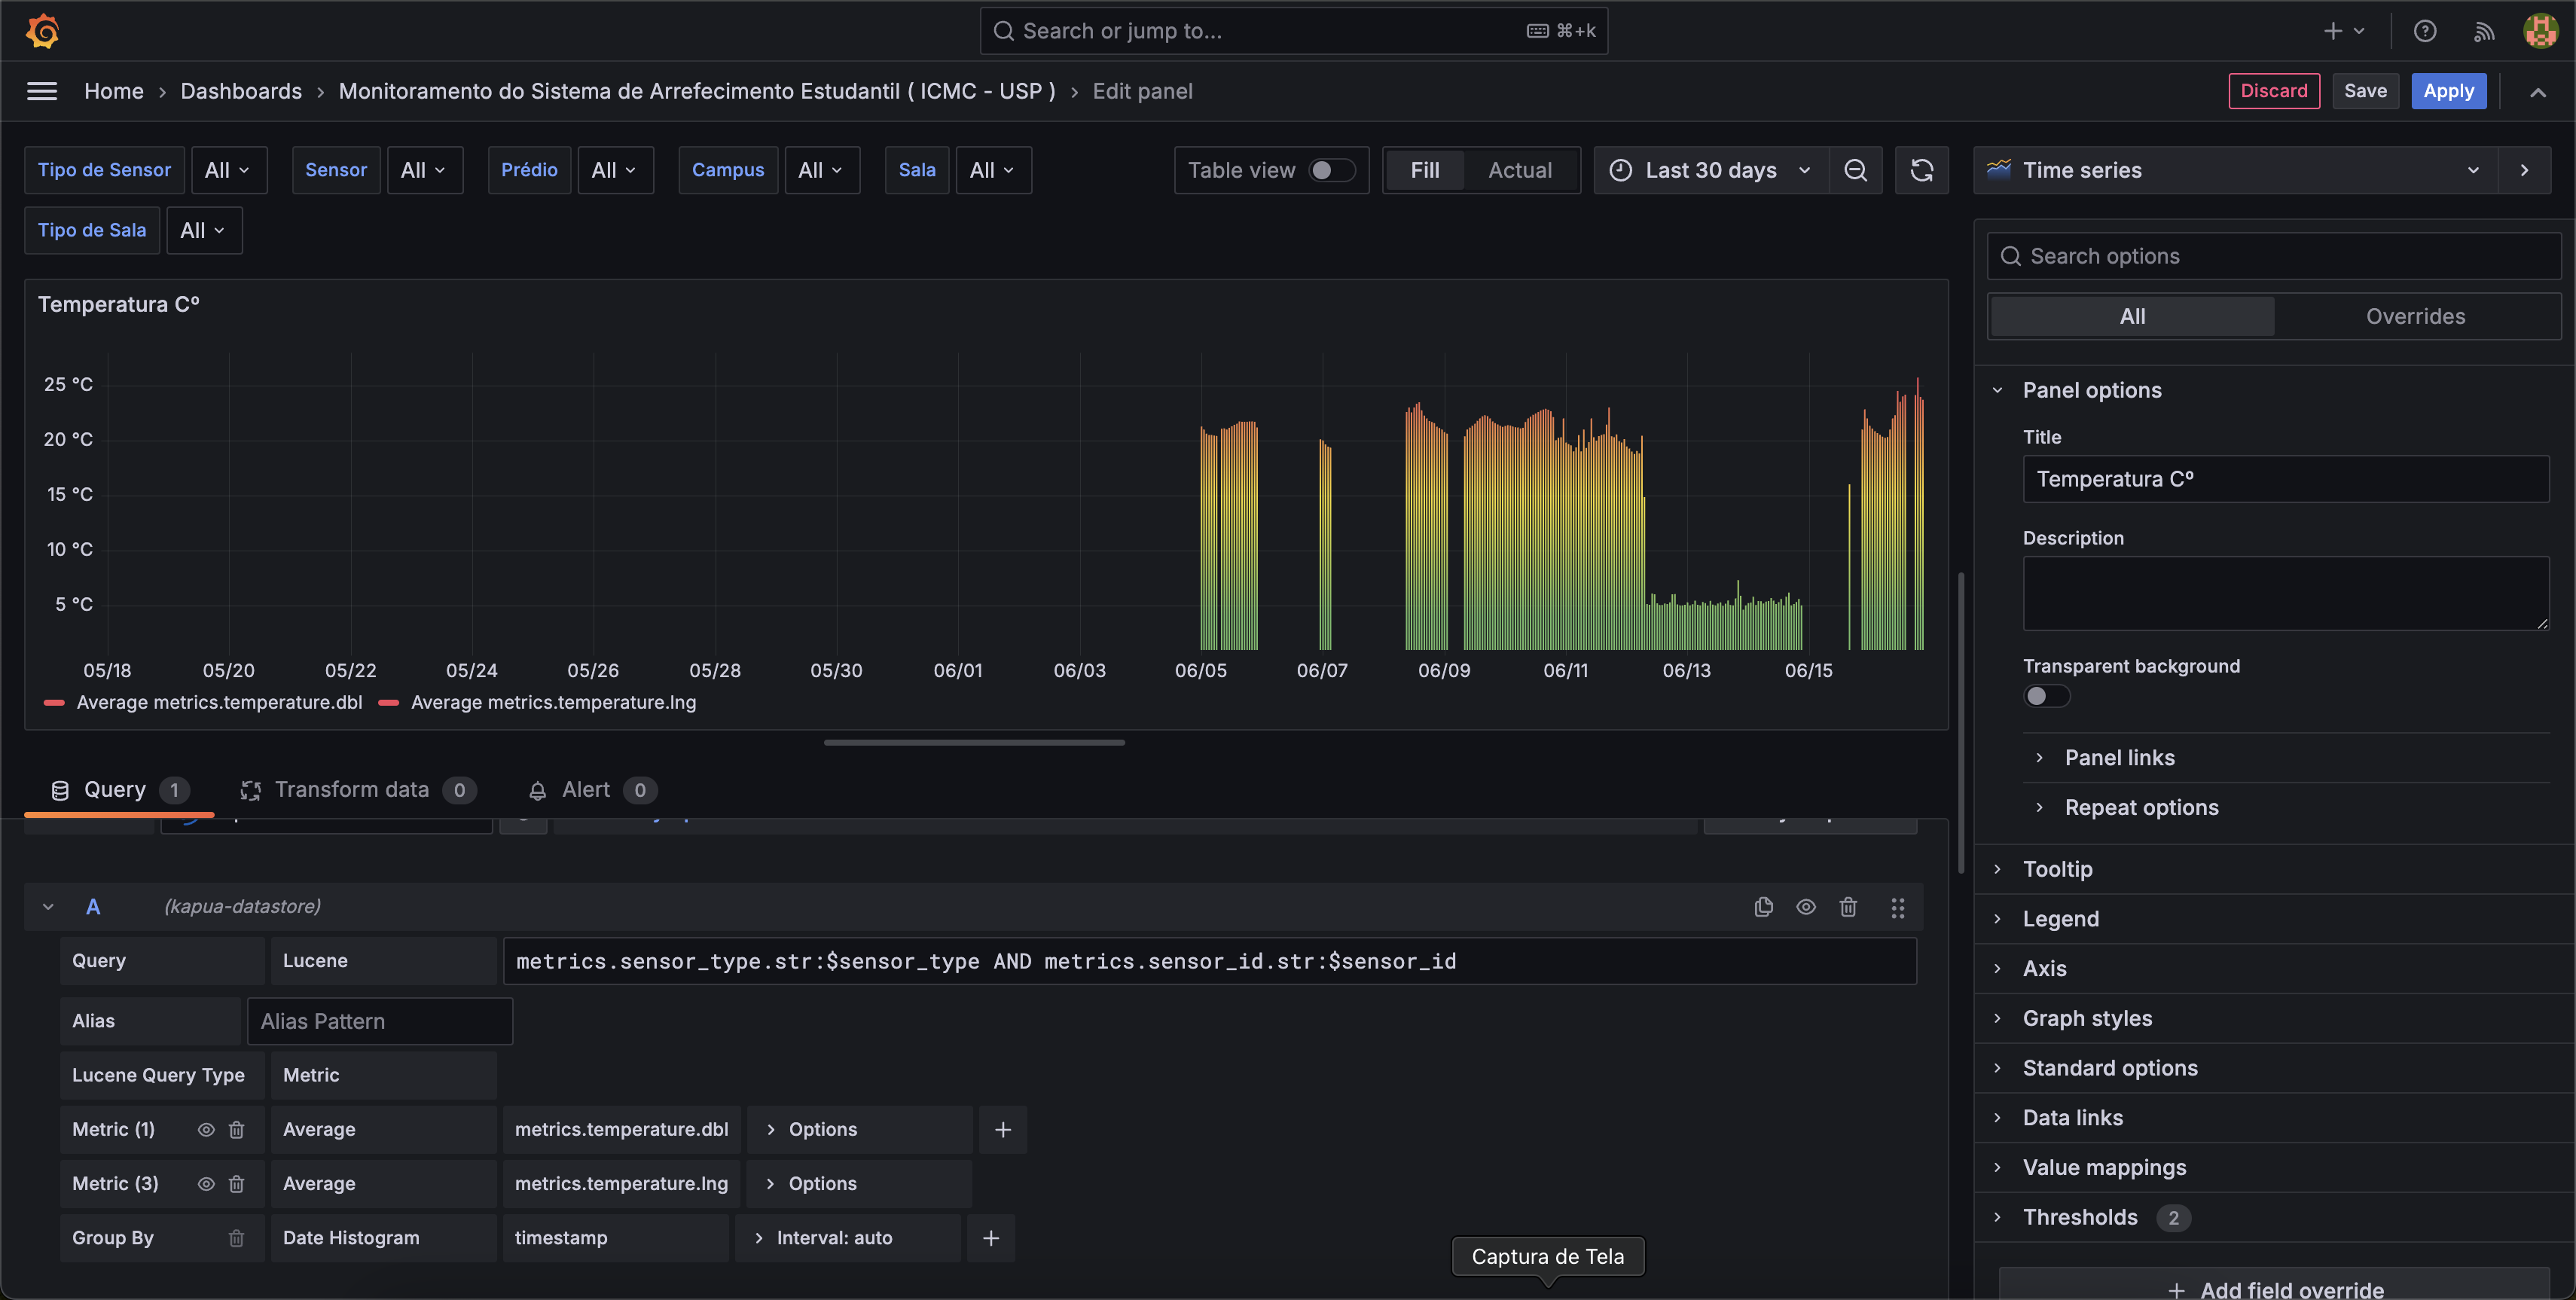 Search or jump to... ⌘+k
Home › Dashboards › Monitoramento do Sistema de Arrefecimento Estudantil ( ICMC - USP ) › Edit panel
Discard Save Apply
Tipo de Sensor All Sensor All Prédio All Campus All Sala All
Table view Fill Actual Last 30 days
Time series
Tipo de Sala All
Search options
All Overrides
Temperatura Cº
25 °C
20 °C
15 °C
10 °C
5 °C
05/18 05/20 05/22 05/24 05/26 05/28 05/30 06/01 06/03 06/05 06/07 06/09 06/11 06/13 06/15
Average metrics.temperature.dbl Average metrics.temperature.lng
Panel options
Title
Temperatura Cº
Description
Transparent background
Panel links
Repeat options
Tooltip
Legend
Axis
Graph styles
Standard options
Data links
Value mappings
Thresholds 2
+ Add field override
Query 1 Transform data 0 Alert 0
A (kapua-datastore)
Query Lucene metrics.sensor_type.str:$sensor_type AND metrics.sensor_id.str:$sensor_id
Alias Alias Pattern
Lucene Query Type Metric
Metric (1) Average metrics.temperature.dbl Options +
Metric (3) Average metrics.temperature.lng Options
Group By Date Histogram timestamp Interval: auto +
Captura de Tela